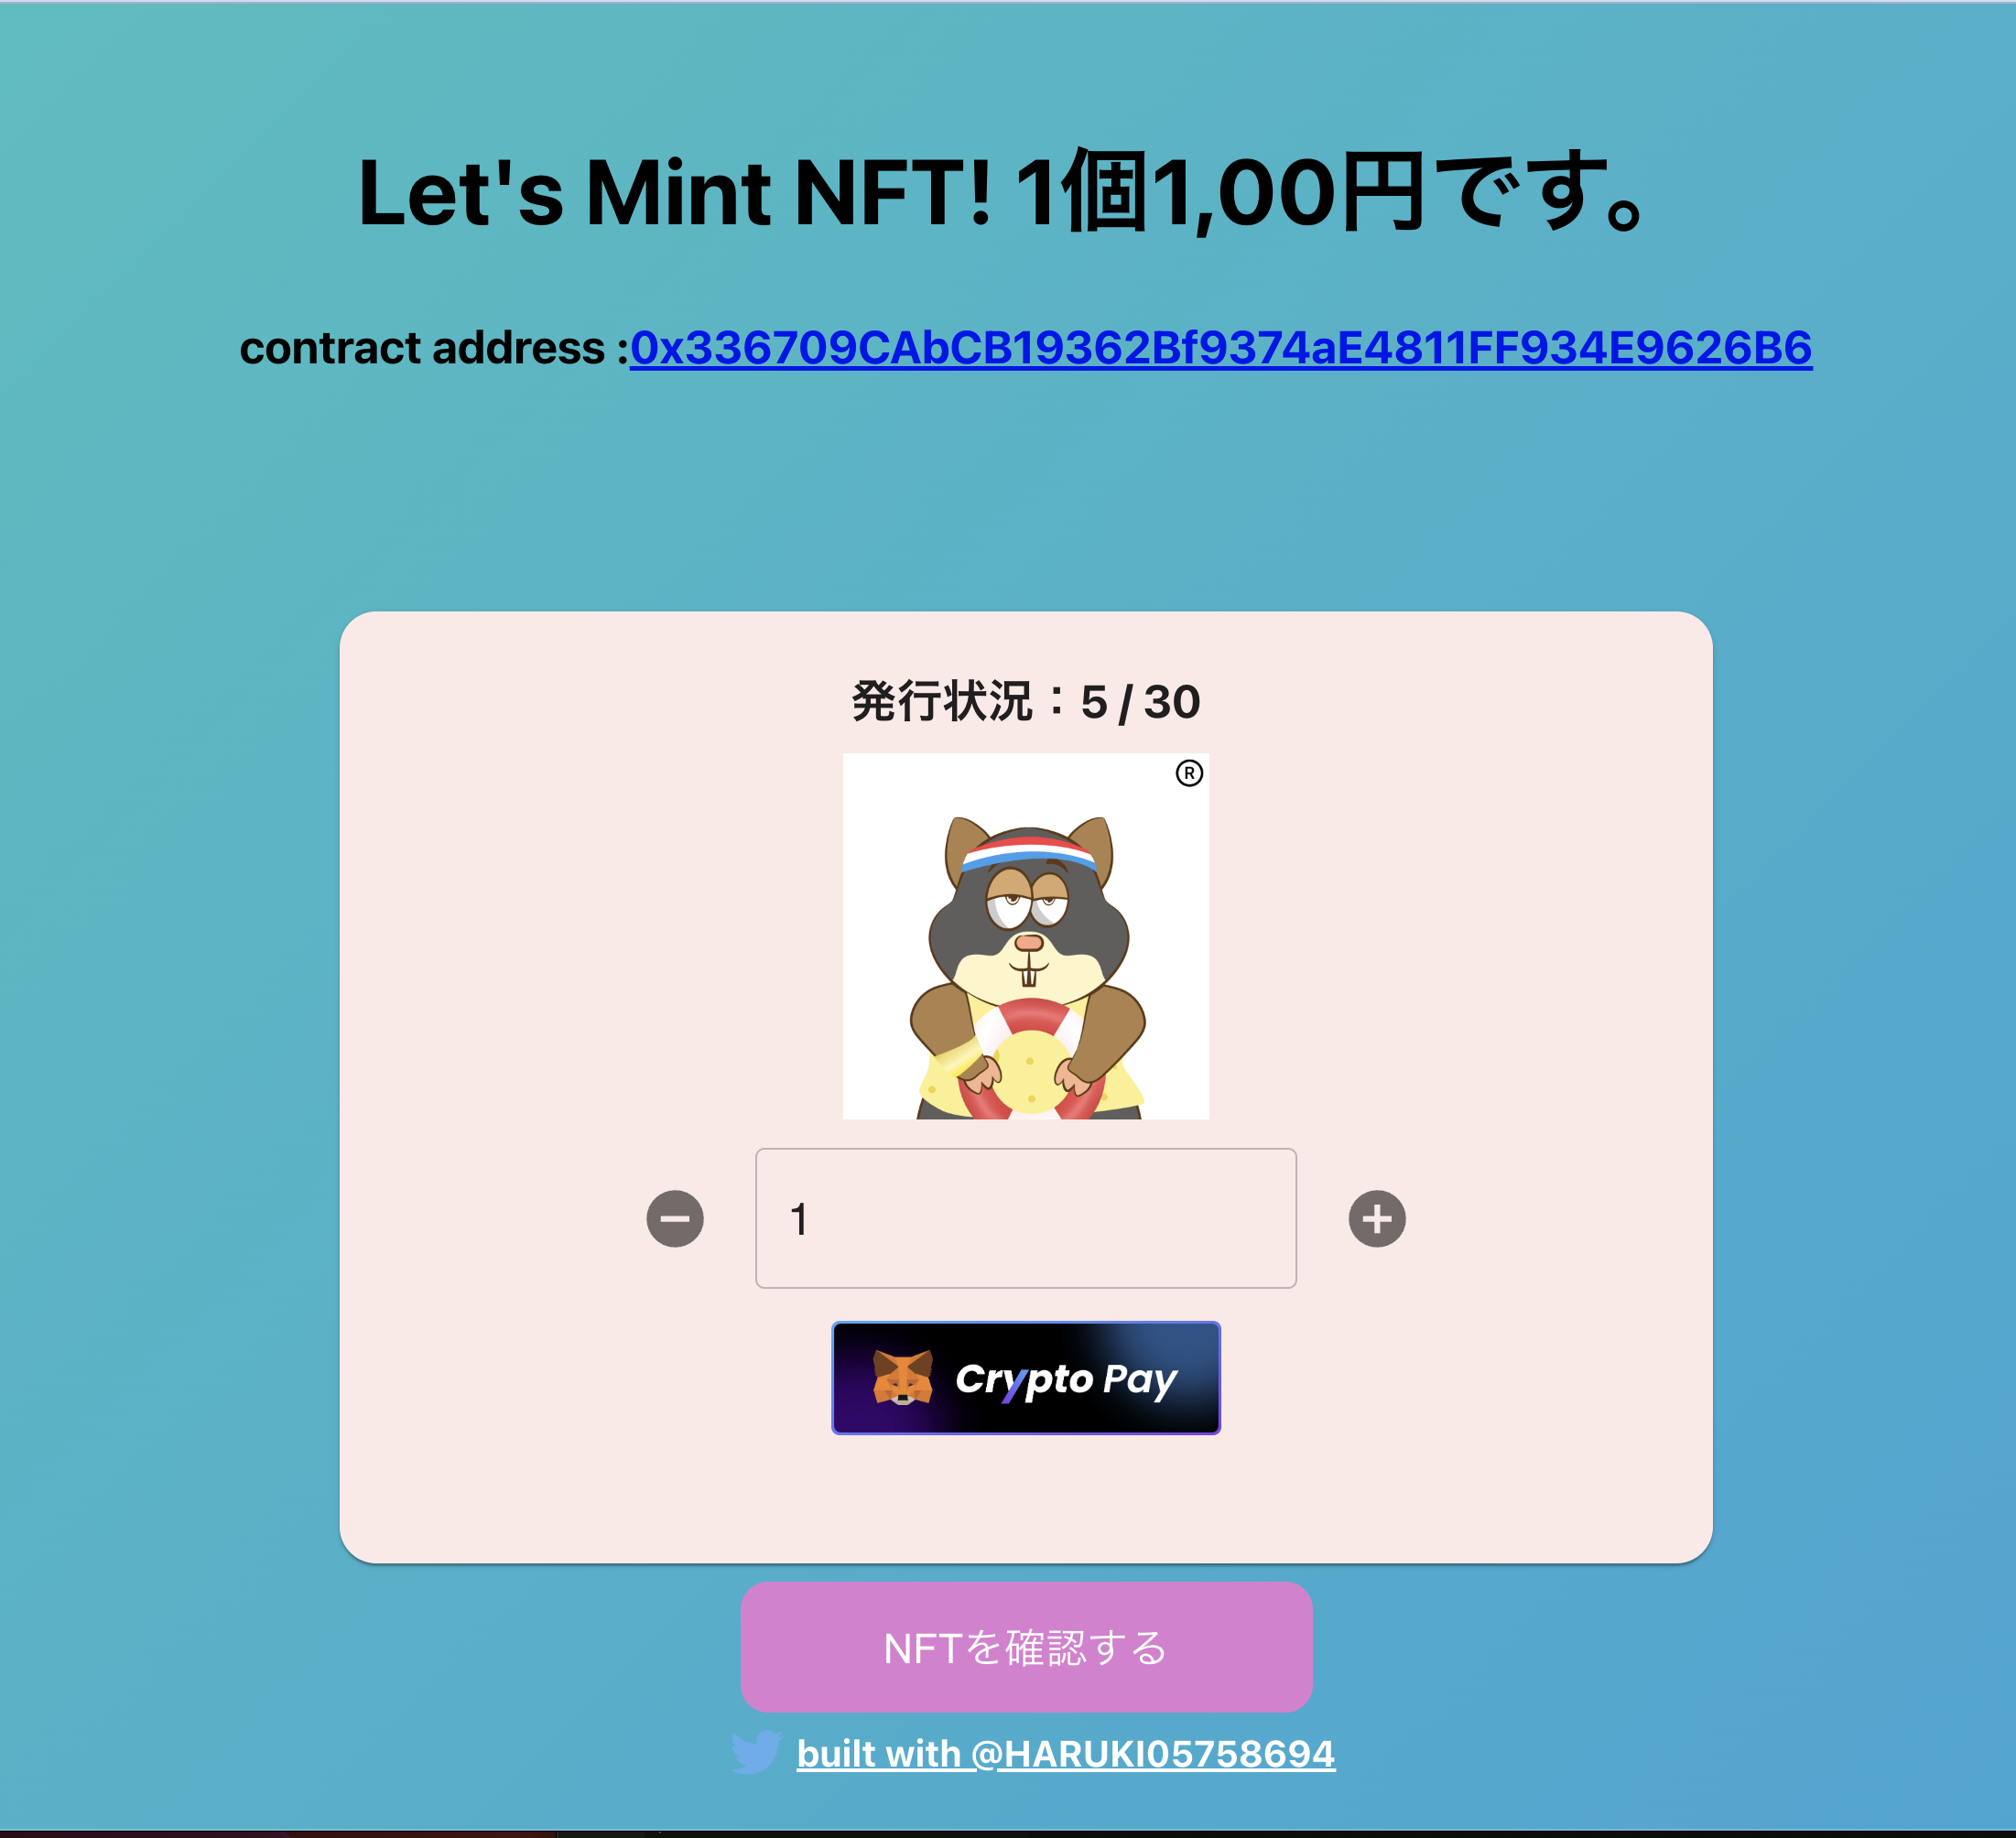 Let's Mint NFT! 1個1,00円です。
contract address :0x336709CAbCB19362Bf9374aE4811FF934E9626B6
発行状況：5 / 30
®
1
Crypto Pay
NFTを確認する
built with @HARUKI05758694